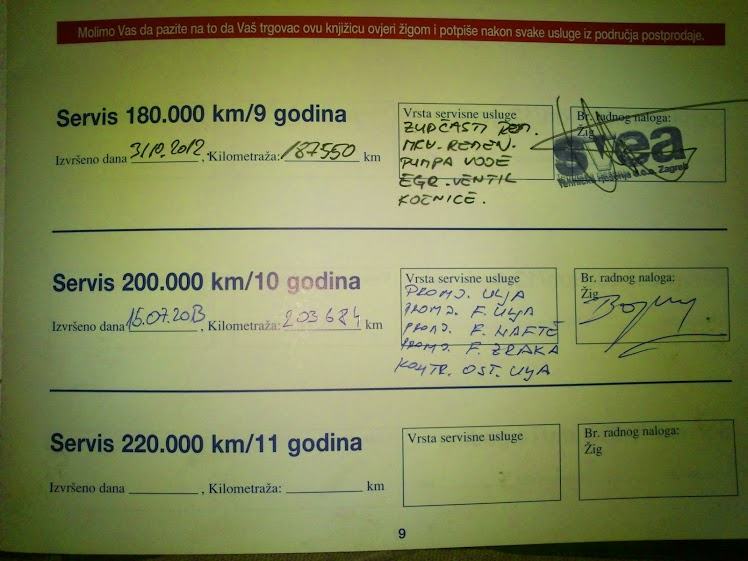 Molimo Vas da pazite na to da Vaš trgovac ovu knjižicu ovjeri žigom i potpiše nakon svake usluge iz područja postprodaje.
Servis 180.000 km/9 godina
Izvršeno dana 31.10.2012., Kilometraža: 187550 km
Vrsta servisne usluge
ZUPČASTI REM.
MKV. REMEN.
PUMPA VODE
EGR. VENTIL
KOČNICE.
Br. radnog naloga:
Žig
svea
d.o.o. Zagreb
Servis 200.000 km/10 godina
Izvršeno dana 15.07.2013, Kilometraža: 203684 km
Vrsta servisne usluge
PROMJ. ULJA
PROMJ. F. ULJA
PROMJ. F. NAFTE
PROMJ. F. ZRAKA
KONTR. OST. ULJA
Br. radnog naloga:
Žig
Servis 220.000 km/11 godina
Izvršeno dana , Kilometraža: km
Vrsta servisne usluge
Br. radnog naloga:
Žig
9